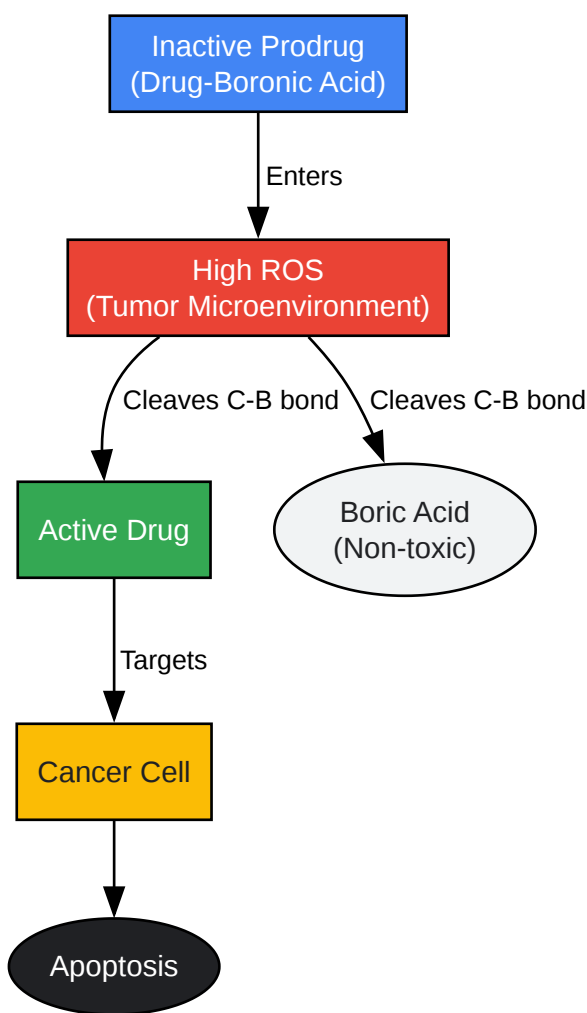 Inactive Prodrug
(Drug-Boronic Acid)
Enters
High ROS
(Tumor Microenvironment)
Cleaves C-B bond
Cleaves C-B bond
Active Drug
Boric Acid
(Non-toxic)
Targets
Cancer Cell
Apoptosis